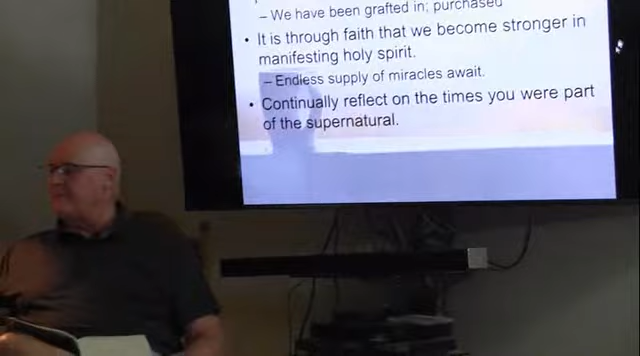 – We have been grafted in; purchased
• It is through faith that we become stronger in
manifesting holy spirit.
– Endless supply of miracles await.
• Continually reflect on the times you were part
of the supernatural.